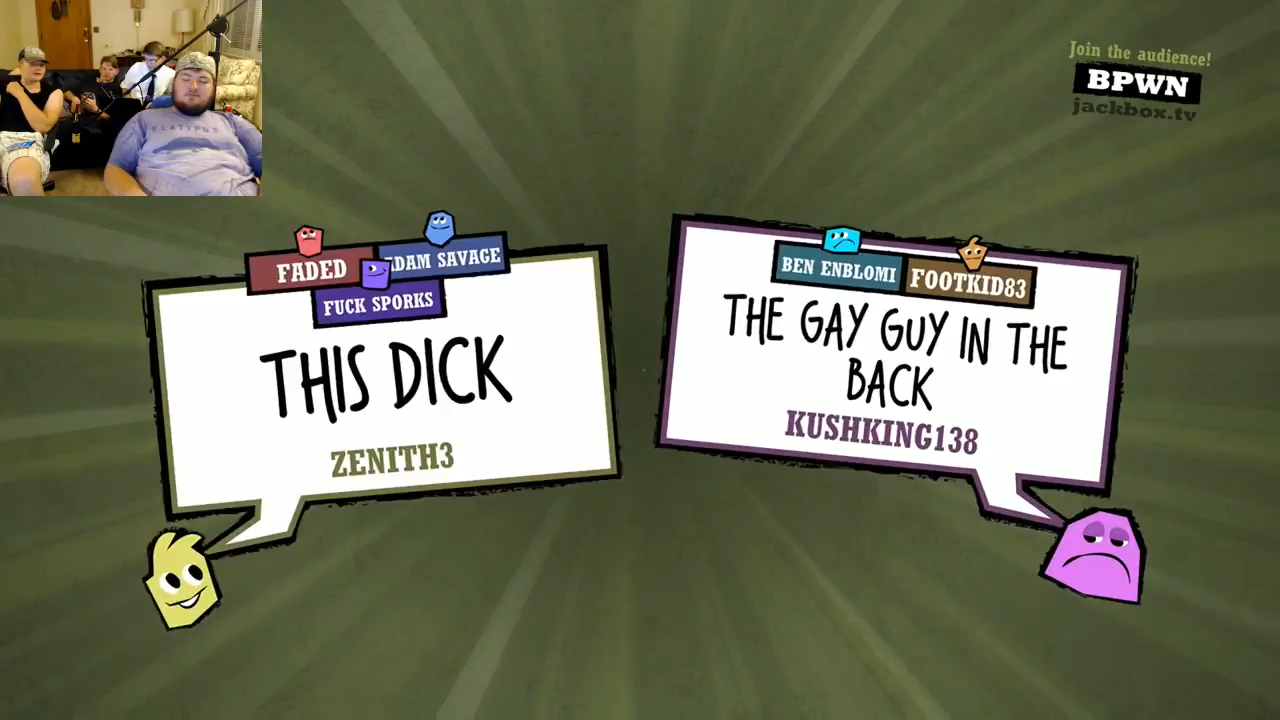 Join the audience!
BPWN
jackbox.tv
FADED
ADAM SAVAGE
FUCK SPORKS
THIS DICK
ZENITH3
BEN ENBLOMI
FOOTKID83
THE GAY GUY IN THE
BACK
KUSHKING138
PLATYPUS